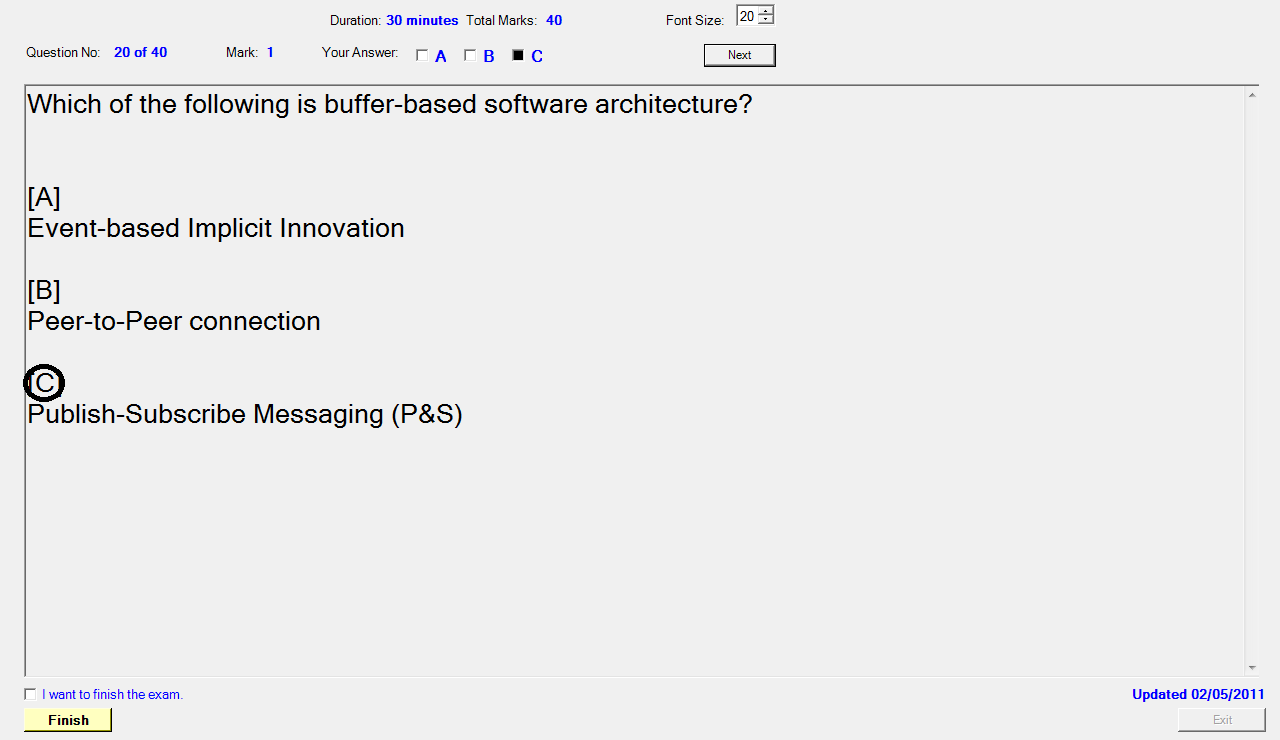 Duration: 30 minutes Total Marks: 40 Font Size: 20
Question No: 20 of 40 Mark: 1 Your Answer: A B C Next
Which of the following is buffer-based software architecture?
[A]
Event-based Implicit Innovation
[B]
Peer-to-Peer connection
[C]
Publish-Subscribe Messaging (P&S)
I want to finish the exam. Updated 02/05/2011
Finish Exit